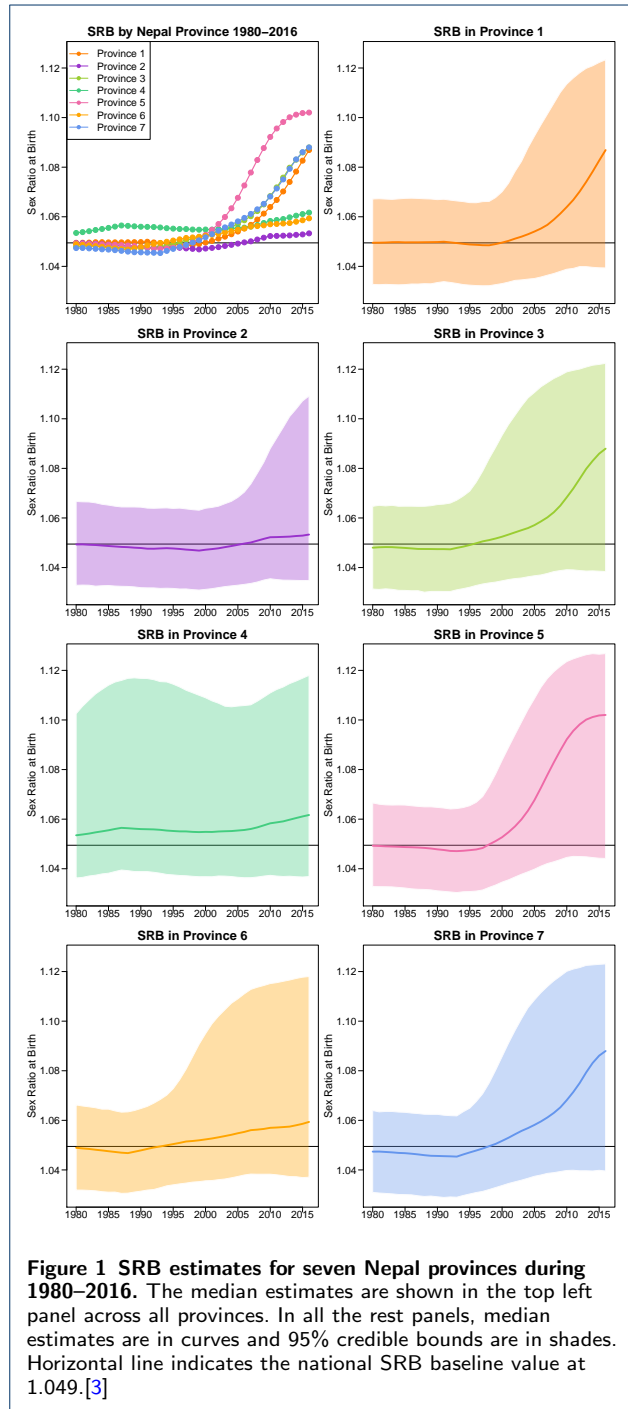 SRB by Nepal Province 1980–2016
Sex Ratio at Birth
1.12
1.10
1.08
1.06
1.04
Province 1
Province 2
Province 3
Province 4
Province 5
Province 6
Province 7
1980 1985 1990 1995 2000 2005 2010 2015
SRB in Province 1
Sex Ratio at Birth
1.12
1.10
1.08
1.06
1.04
1980 1985 1990 1995 2000 2005 2010 2015
SRB in Province 2
Sex Ratio at Birth
1.12
1.10
1.08
1.06
1.04
1980 1985 1990 1995 2000 2005 2010 2015
SRB in Province 3
Sex Ratio at Birth
1.12
1.10
1.08
1.06
1.04
1980 1985 1990 1995 2000 2005 2010 2015
SRB in Province 4
Sex Ratio at Birth
1.12
1.10
1.08
1.06
1.04
1980 1985 1990 1995 2000 2005 2010 2015
SRB in Province 5
Sex Ratio at Birth
1.12
1.10
1.08
1.06
1.04
1980 1985 1990 1995 2000 2005 2010 2015
SRB in Province 6
Sex Ratio at Birth
1.12
1.10
1.08
1.06
1.04
1980 1985 1990 1995 2000 2005 2010 2015
SRB in Province 7
Sex Ratio at Birth
1.12
1.10
1.08
1.06
1.04
1980 1985 1990 1995 2000 2005 2010 2015
Figure 1 SRB estimates for seven Nepal provinces during
1980–2016. The median estimates are shown in the top left
panel across all provinces. In all the rest panels, median
estimates are in curves and 95% credible bounds are in shades.
Horizontal line indicates the national SRB baseline value at
1.049.[3]